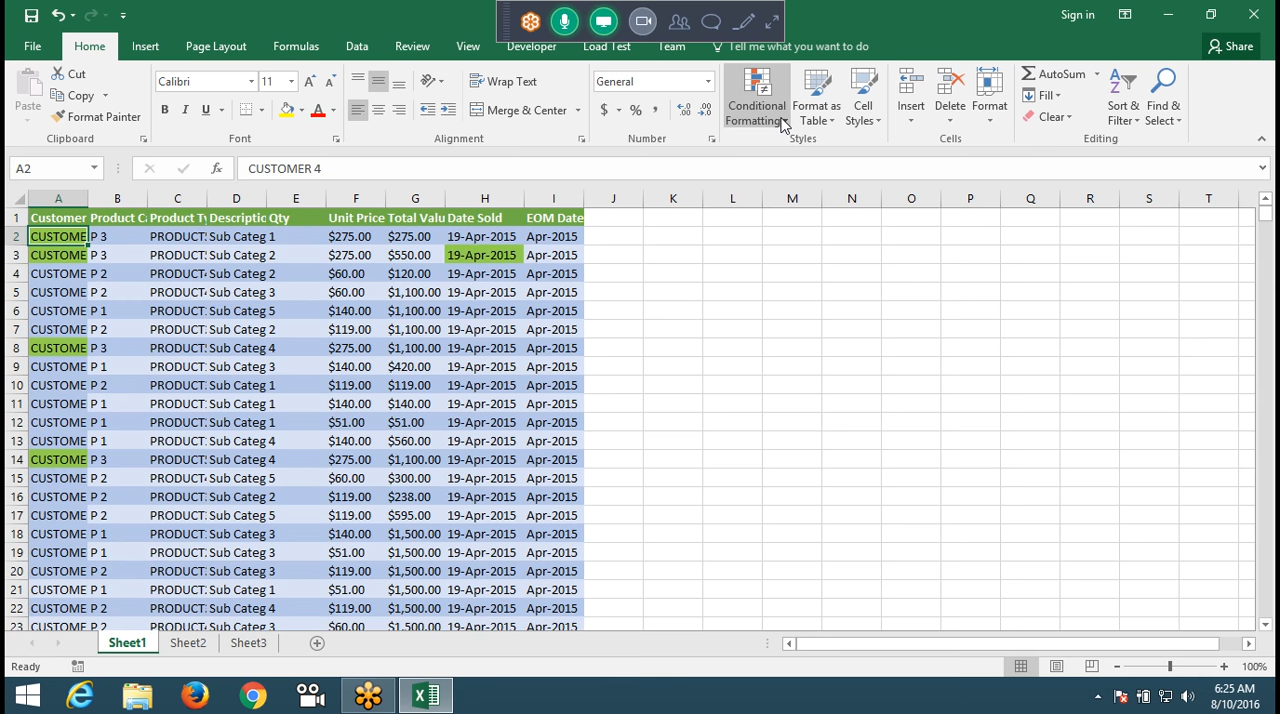 Sign in
File Home Insert Page Layout Formulas Data Review View Developer Load Test Team Tell me what you want to do Share
Paste Cut Copy Format Painter Clipboard
Calibri 11 B I U A A A Font
Wrap Text Merge & Center Alignment
General $ % , Number
Conditional Formatting Format as Table Cell Styles Styles
Insert Delete Format Cells
AutoSum Fill Clear Sort & Filter Find & Select Editing
A2 fx CUSTOMER 4
A B C D E F G H I J K L M N O P Q R S T
1 Customer Product C Product Ty Descriptic Qty Unit Price Total Valu Date Sold EOM Date
2 CUSTOME P 3 PRODUCT! Sub Categ 1 $275.00 $275.00 19-Apr-2015 Apr-2015
3 CUSTOME P 3 PRODUCT! Sub Categ 2 $275.00 $550.00 19-Apr-2015 Apr-2015
4 CUSTOME P 2 PRODUCT Sub Categ 2 $60.00 $120.00 19-Apr-2015 Apr-2015
5 CUSTOME P 2 PRODUCT Sub Categ 3 $60.00 $1,100.00 19-Apr-2015 Apr-2015
6 CUSTOME P 1 PRODUCT Sub Categ 5 $140.00 $1,100.00 19-Apr-2015 Apr-2015
7 CUSTOME P 2 PRODUCT Sub Categ 2 $119.00 $1,100.00 19-Apr-2015 Apr-2015
8 CUSTOME P 3 PRODUCT! Sub Categ 4 $275.00 $1,100.00 19-Apr-2015 Apr-2015
9 CUSTOME P 1 PRODUCT Sub Categ 3 $140.00 $420.00 19-Apr-2015 Apr-2015
10 CUSTOME P 2 PRODUCT Sub Categ 1 $119.00 $119.00 19-Apr-2015 Apr-2015
11 CUSTOME P 1 PRODUCT Sub Categ 1 $140.00 $140.00 19-Apr-2015 Apr-2015
12 CUSTOME P 1 PRODUCT Sub Categ 1 $51.00 $51.00 19-Apr-2015 Apr-2015
13 CUSTOME P 1 PRODUCT Sub Categ 4 $140.00 $560.00 19-Apr-2015 Apr-2015
14 CUSTOME P 3 PRODUCT! Sub Categ 4 $275.00 $1,100.00 19-Apr-2015 Apr-2015
15 CUSTOME P 2 PRODUCT Sub Categ 5 $60.00 $300.00 19-Apr-2015 Apr-2015
16 CUSTOME P 2 PRODUCT Sub Categ 2 $119.00 $238.00 19-Apr-2015 Apr-2015
17 CUSTOME P 2 PRODUCT Sub Categ 5 $119.00 $595.00 19-Apr-2015 Apr-2015
18 CUSTOME P 1 PRODUCT Sub Categ 3 $140.00 $1,500.00 19-Apr-2015 Apr-2015
19 CUSTOME P 1 PRODUCT Sub Categ 3 $51.00 $1,500.00 19-Apr-2015 Apr-2015
20 CUSTOME P 2 PRODUCT Sub Categ 3 $119.00 $1,500.00 19-Apr-2015 Apr-2015
21 CUSTOME P 1 PRODUCT Sub Categ 1 $51.00 $1,500.00 19-Apr-2015 Apr-2015
22 CUSTOME P 2 PRODUCT Sub Categ 4 $119.00 $1,500.00 19-Apr-2015 Apr-2015
23 CUSTOME P 2 PRODUCT Sub Categ 3 $60.00 $1,500.00 19-Apr-2015 Apr-2015
Sheet1 Sheet2 Sheet3
Ready 100%
6:25 AM
8/10/2016